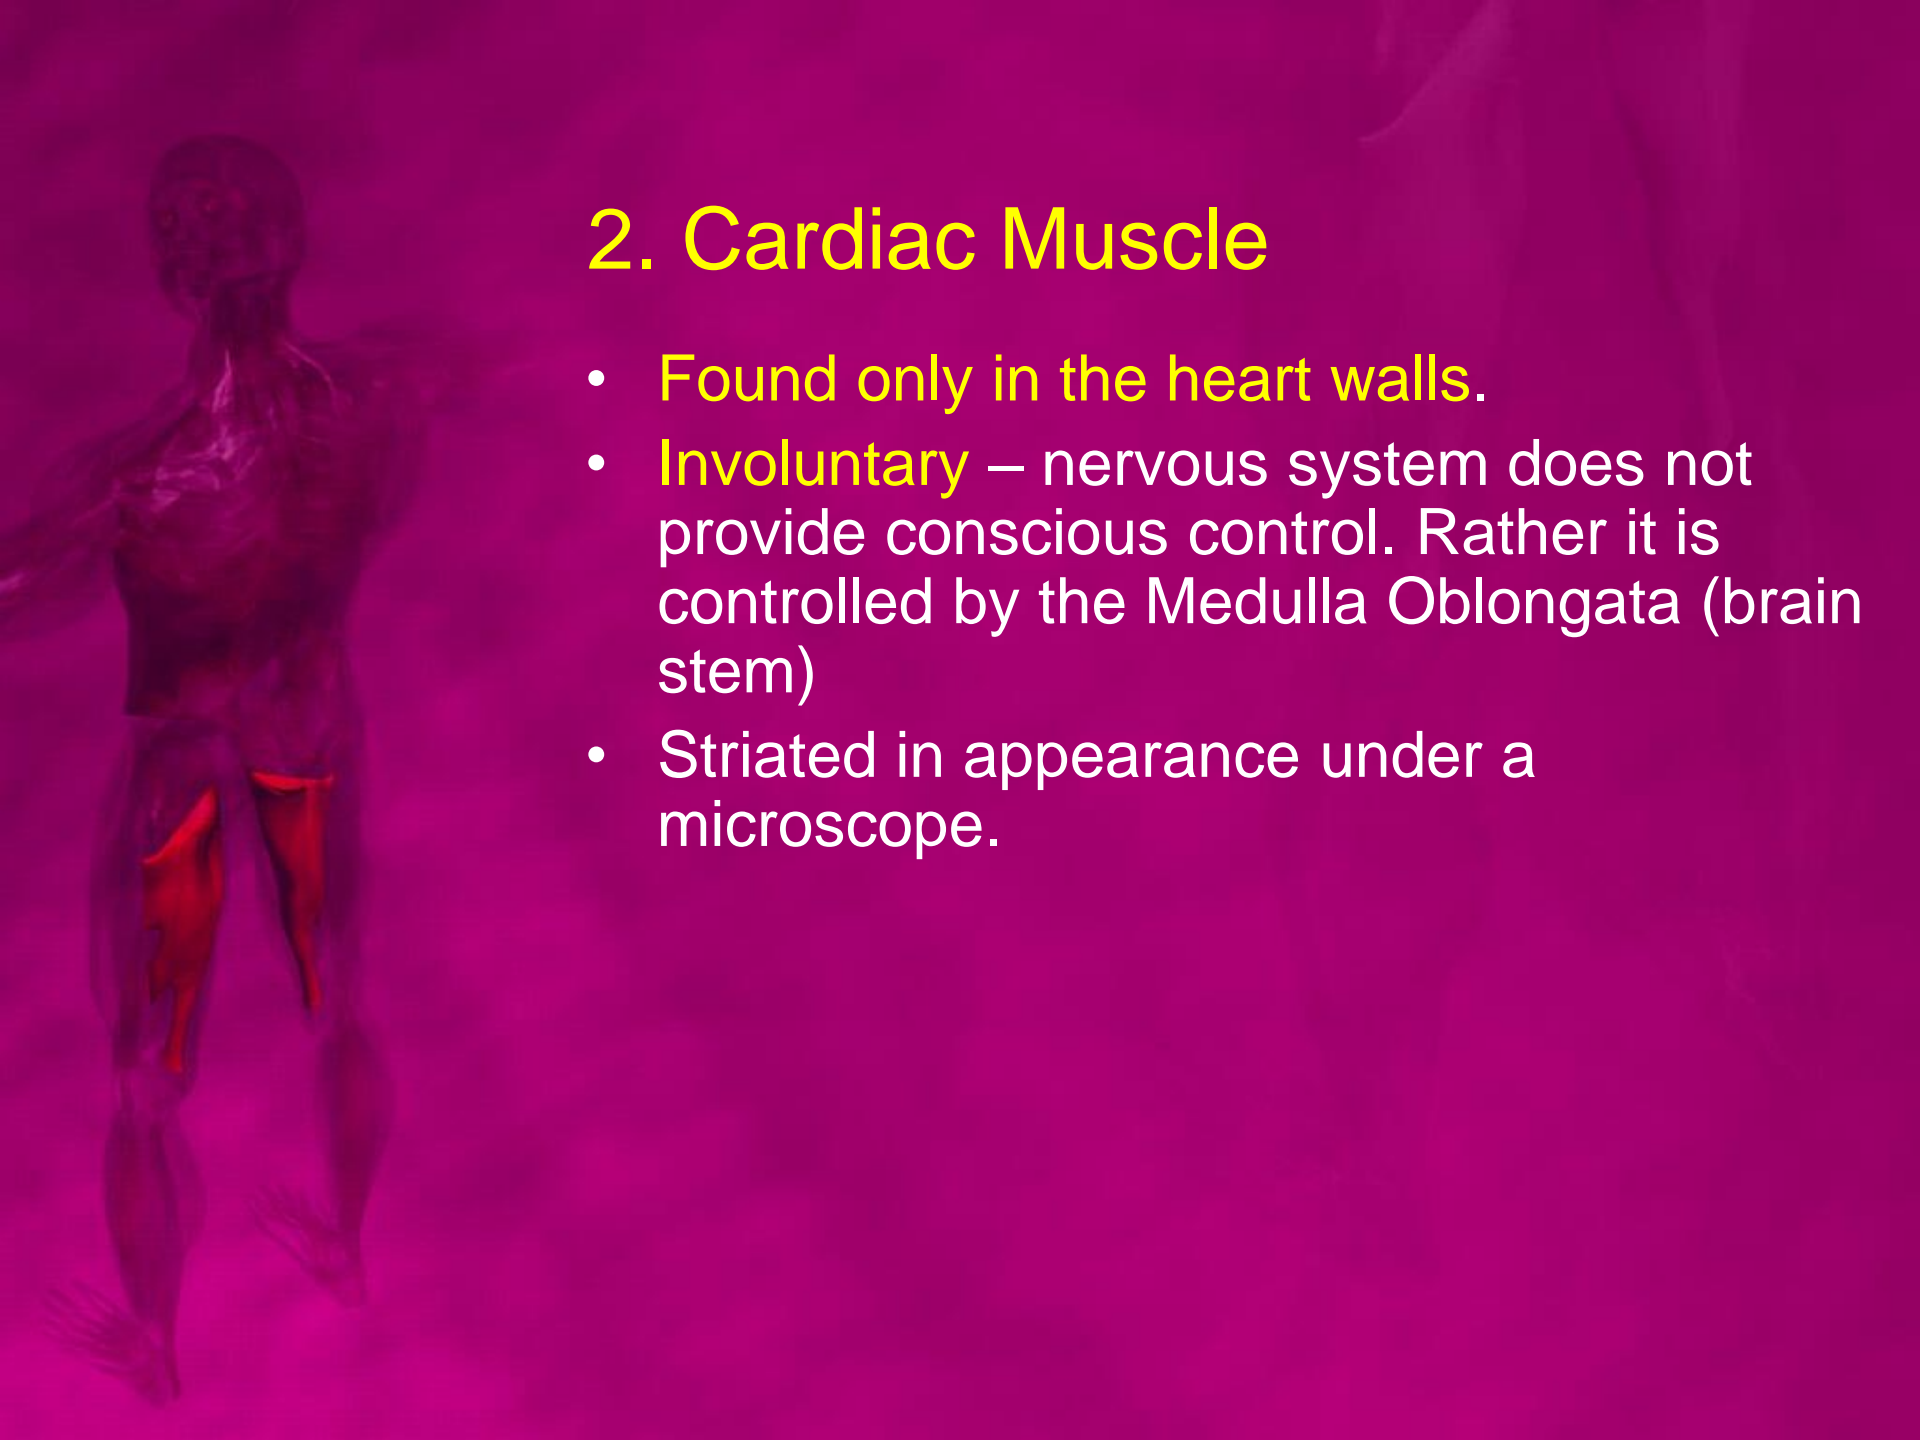 2. Cardiac Muscle
• Found only in the heart walls.
• Involuntary – nervous system does not
provide conscious control. Rather it is
controlled by the Medulla Oblongata (brain
stem)
• Striated in appearance under a
microscope.